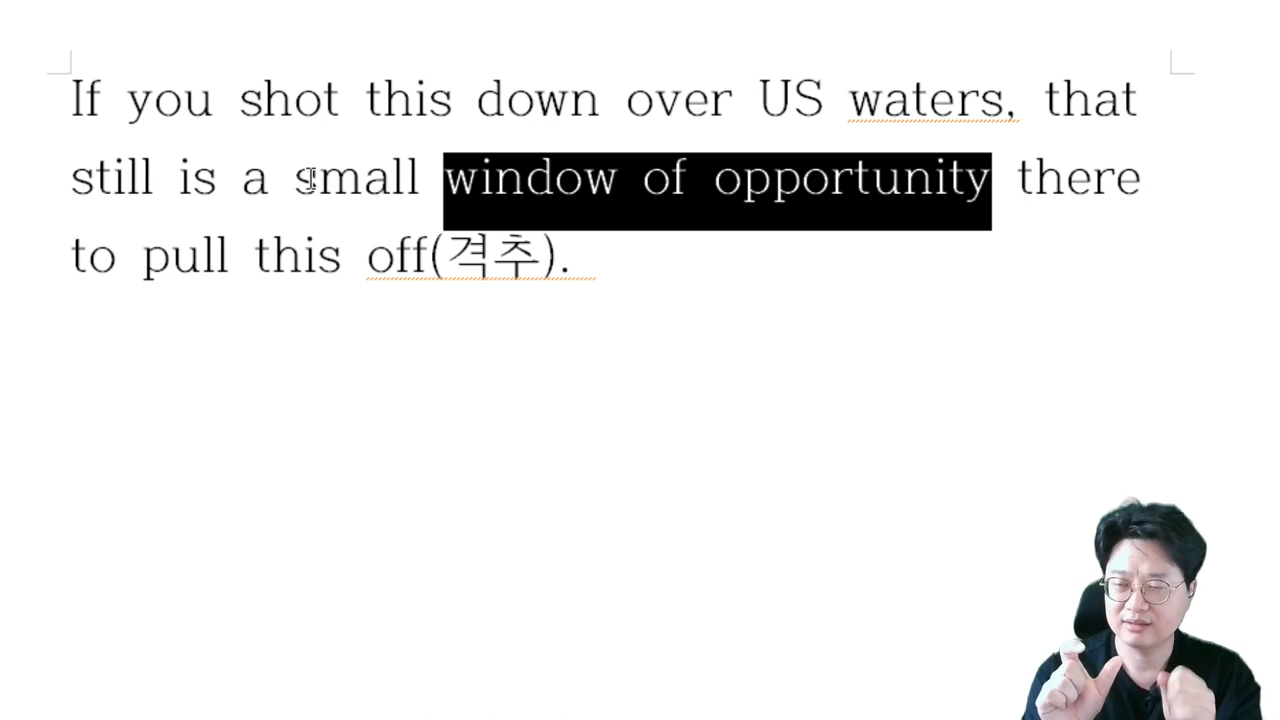 If you shot this down over US waters, that
still is a small window of opportunity there
to pull this off(격추).